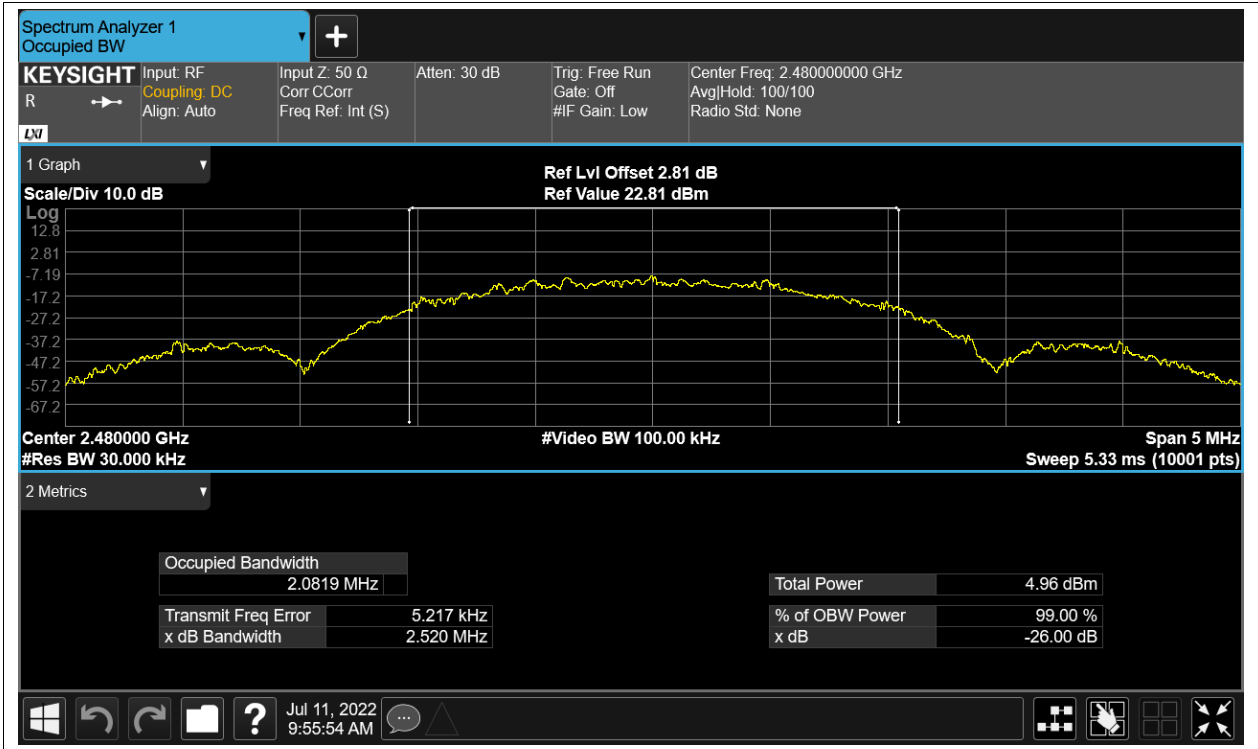 Spectrum Analyzer 1
Occupied BW
▼
+
KEYSIGHT
R
LXI
Input: RF
Coupling: DC
Align: Auto
Input Z: 50 Ω
Corr CCorr
Freq Ref: Int (S)
Atten: 30 dB
Trig: Free Run
Gate: Off
#IF Gain: Low
Center Freq: 2.480000000 GHz
Avg|Hold: 100/100
Radio Std: None
1 Graph
Scale/Div 10.0 dB
Ref Lvl Offset 2.81 dB
Ref Value 22.81 dBm
Log
12.8
2.81
-7.19
-17.2
-27.2
-37.2
-47.2
-57.2
-67.2
Center 2.480000 GHz
#Res BW 30.000 kHz
#Video BW 100.00 kHz
Span 5 MHz
Sweep 5.33 ms (10001 pts)
2 Metrics
Occupied Bandwidth
2.0819 MHz
Transmit Freq Error 5.217 kHz
x dB Bandwidth 2.520 MHz
Total Power 4.96 dBm
% of OBW Power 99.00 %
x dB -26.00 dB
?
Jul 11, 2022
9:55:54 AM